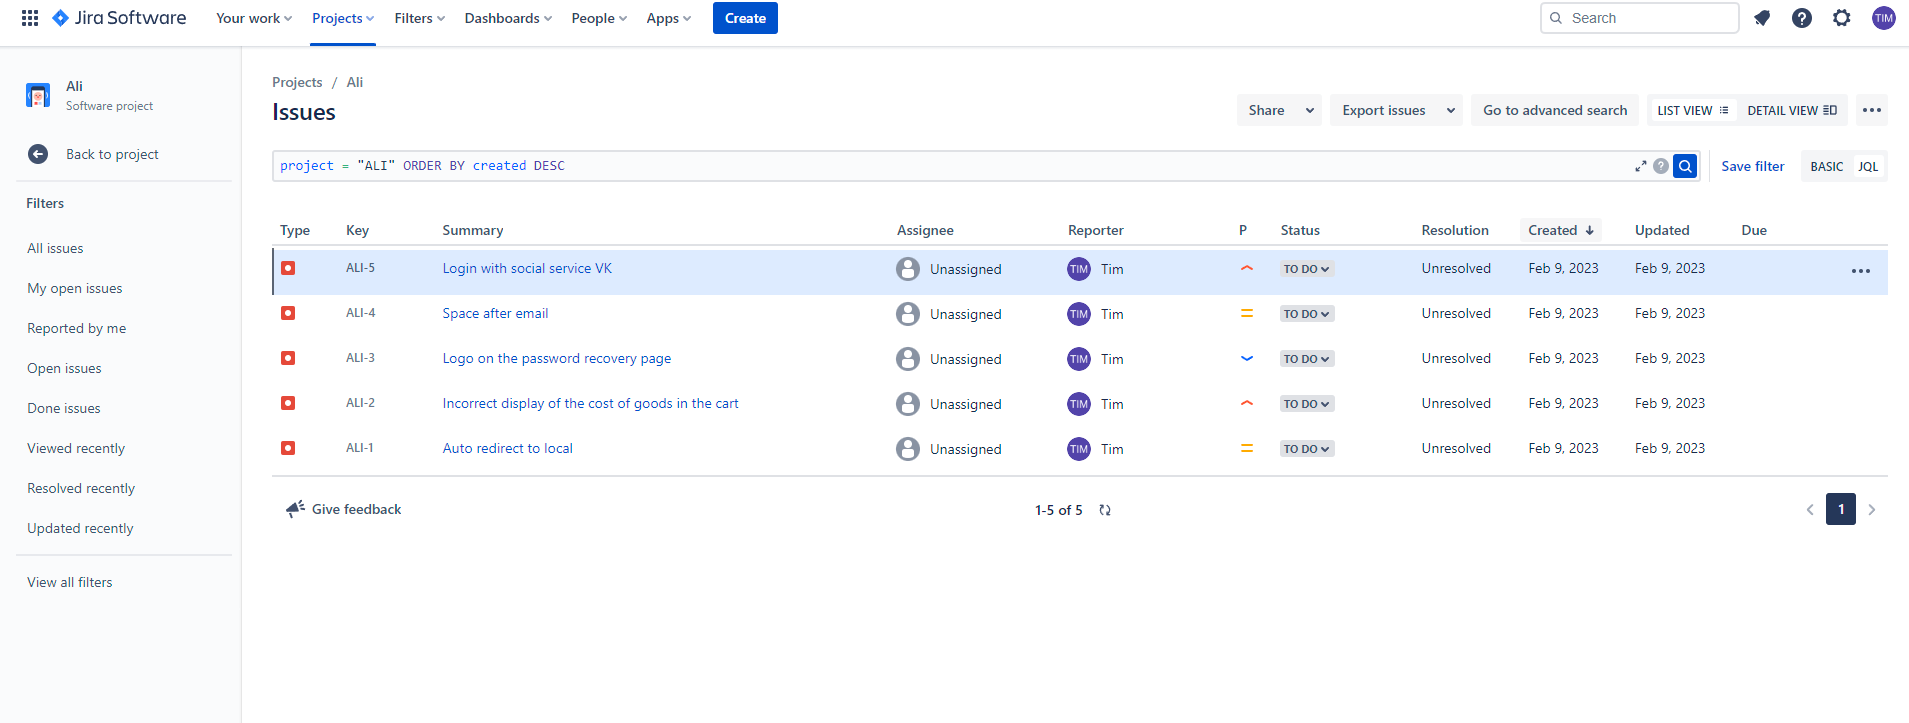 Jira Software Your work Projects Filters Dashboards People Apps Create Search TIM
Ali
Software project
Back to project
Filters
All issues
My open issues
Reported by me
Open issues
Done issues
Viewed recently
Resolved recently
Updated recently
View all filters
Projects / Ali
Issues
Share Export issues Go to advanced search LIST VIEW DETAIL VIEW
project = "ALI" ORDER BY created DESC
Save filter BASIC JQL
Type Key Summary Assignee Reporter P Status Resolution Created Updated Due
ALI-5 Login with social service VK Unassigned TIM Tim TO DO Unresolved Feb 9, 2023 Feb 9, 2023
ALI-4 Space after email Unassigned TIM Tim TO DO Unresolved Feb 9, 2023 Feb 9, 2023
ALI-3 Logo on the password recovery page Unassigned TIM Tim TO DO Unresolved Feb 9, 2023 Feb 9, 2023
ALI-2 Incorrect display of the cost of goods in the cart Unassigned TIM Tim TO DO Unresolved Feb 9, 2023 Feb 9, 2023
ALI-1 Auto redirect to local Unassigned TIM Tim TO DO Unresolved Feb 9, 2023 Feb 9, 2023
Give feedback 1-5 of 5 1